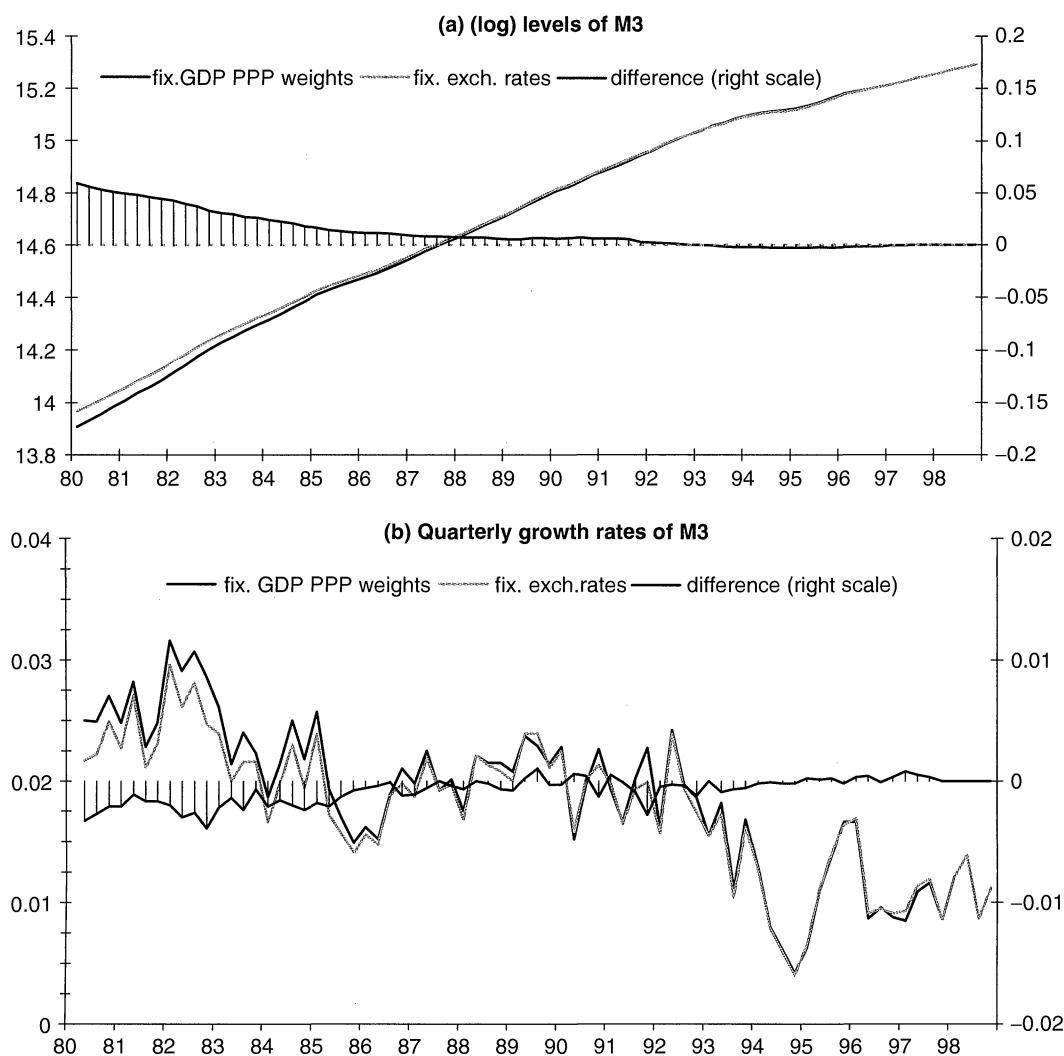 (a) (log) levels of M3
15.4 0.2
fix.GDP PPP weights fix. exch. rates difference (right scale)
15.2 0.15
15 0.1
14.8 0.05
14.6 0
14.4 −0.05
14.2 −0.1
14 −0.15
13.8 −0.2
80 81 82 83 84 85 86 87 88 89 90 91 92 93 94 95 96 97 98
(b) Quarterly growth rates of M3
0.04 0.02
fix. GDP PPP weights fix. exch.rates difference (right scale)
0.03 0.01
0.02 0
0.01 −0.01
0 −0.02
80 81 82 83 84 85 86 87 88 89 90 91 92 93 94 95 96 97 98